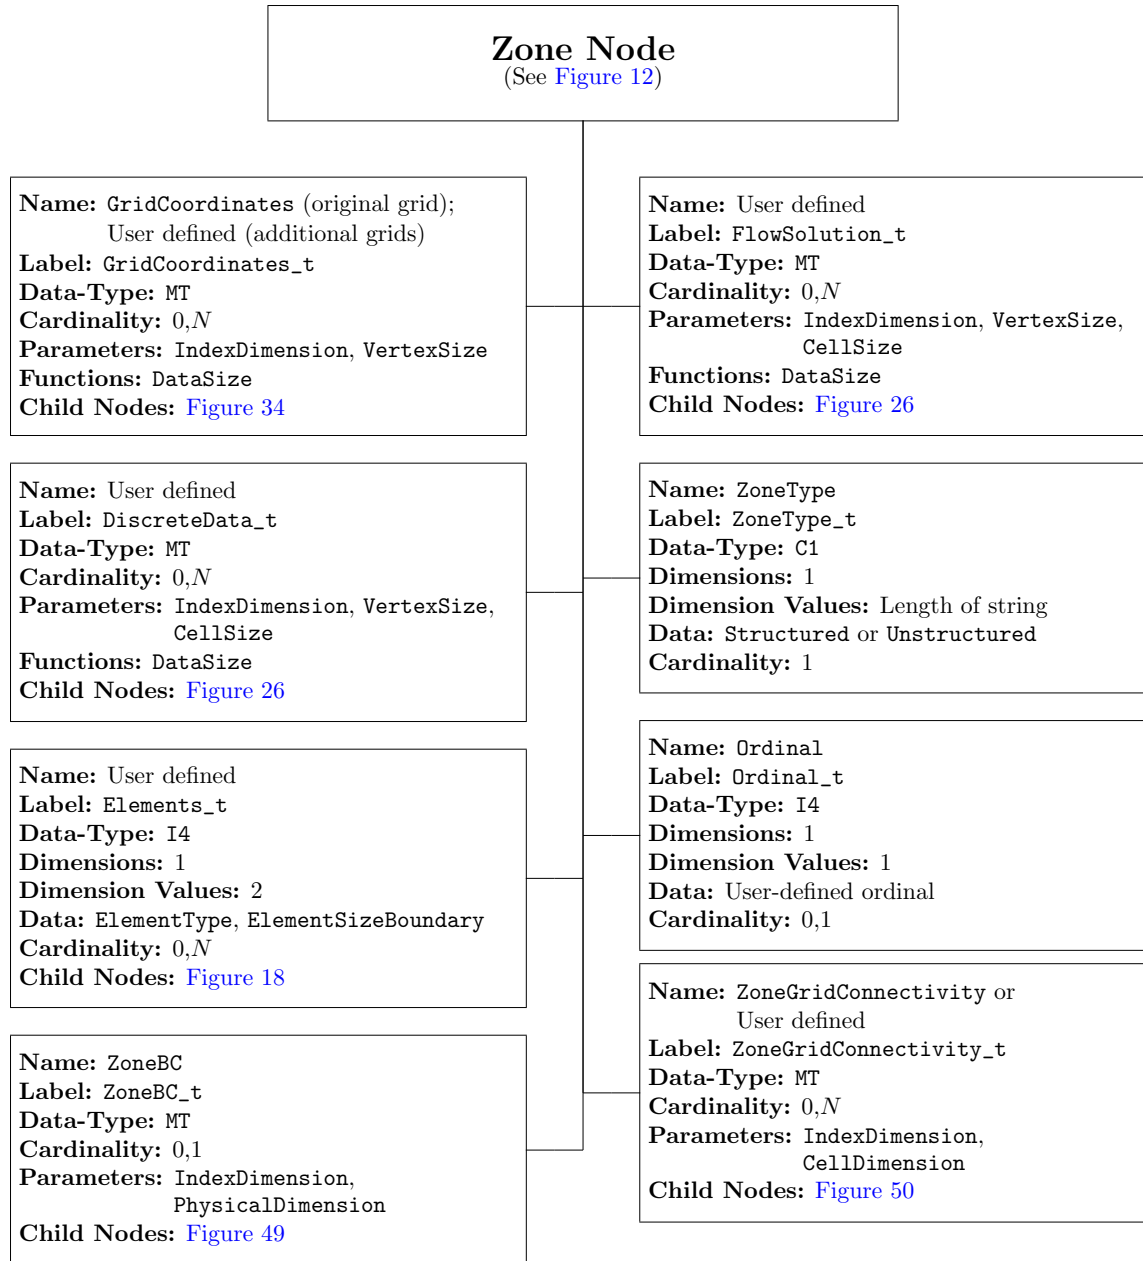 Zone Node
(See Figure 12)
Name: GridCoordinates (original grid);
User defined (additional grids)
Label: GridCoordinates_t
Data-Type: MT
Cardinality: 0,N
Parameters: IndexDimension, VertexSize
Functions: DataSize
Child Nodes: Figure 34
Name: User defined
Label: FlowSolution_t
Data-Type: MT
Cardinality: 0,N
Parameters: IndexDimension, VertexSize,
CellSize
Functions: DataSize
Child Nodes: Figure 26
Name: User defined
Label: DiscreteData_t
Data-Type: MT
Cardinality: 0,N
Parameters: IndexDimension, VertexSize,
CellSize
Functions: DataSize
Child Nodes: Figure 26
Name: ZoneType
Label: ZoneType_t
Data-Type: C1
Dimensions: 1
Dimension Values: Length of string
Data: Structured or Unstructured
Cardinality: 1
Name: User defined
Label: Elements_t
Data-Type: I4
Dimensions: 1
Dimension Values: 2
Data: ElementType, ElementSizeBoundary
Cardinality: 0,N
Child Nodes: Figure 18
Name: Ordinal
Label: Ordinal_t
Data-Type: I4
Dimensions: 1
Dimension Values: 1
Data: User-defined ordinal
Cardinality: 0,1
Name: ZoneBC
Label: ZoneBC_t
Data-Type: MT
Cardinality: 0,1
Parameters: IndexDimension,
PhysicalDimension
Child Nodes: Figure 49
Name: ZoneGridConnectivity or
User defined
Label: ZoneGridConnectivity_t
Data-Type: MT
Cardinality: 0,N
Parameters: IndexDimension,
CellDimension
Child Nodes: Figure 50